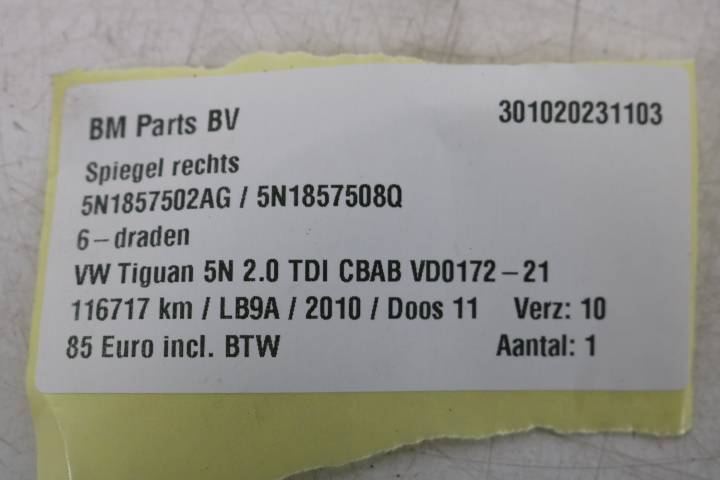 BM Parts BV 301020231103
Spiegel rechts
5N1857502AG / 5N1857508Q
6-draden
VW Tiguan 5N 2.0 TDI CBAB VD0172-21
116717 km / LB9A / 2010 / Doos 11 Verz: 10
85 Euro incl. BTW Aantal: 1